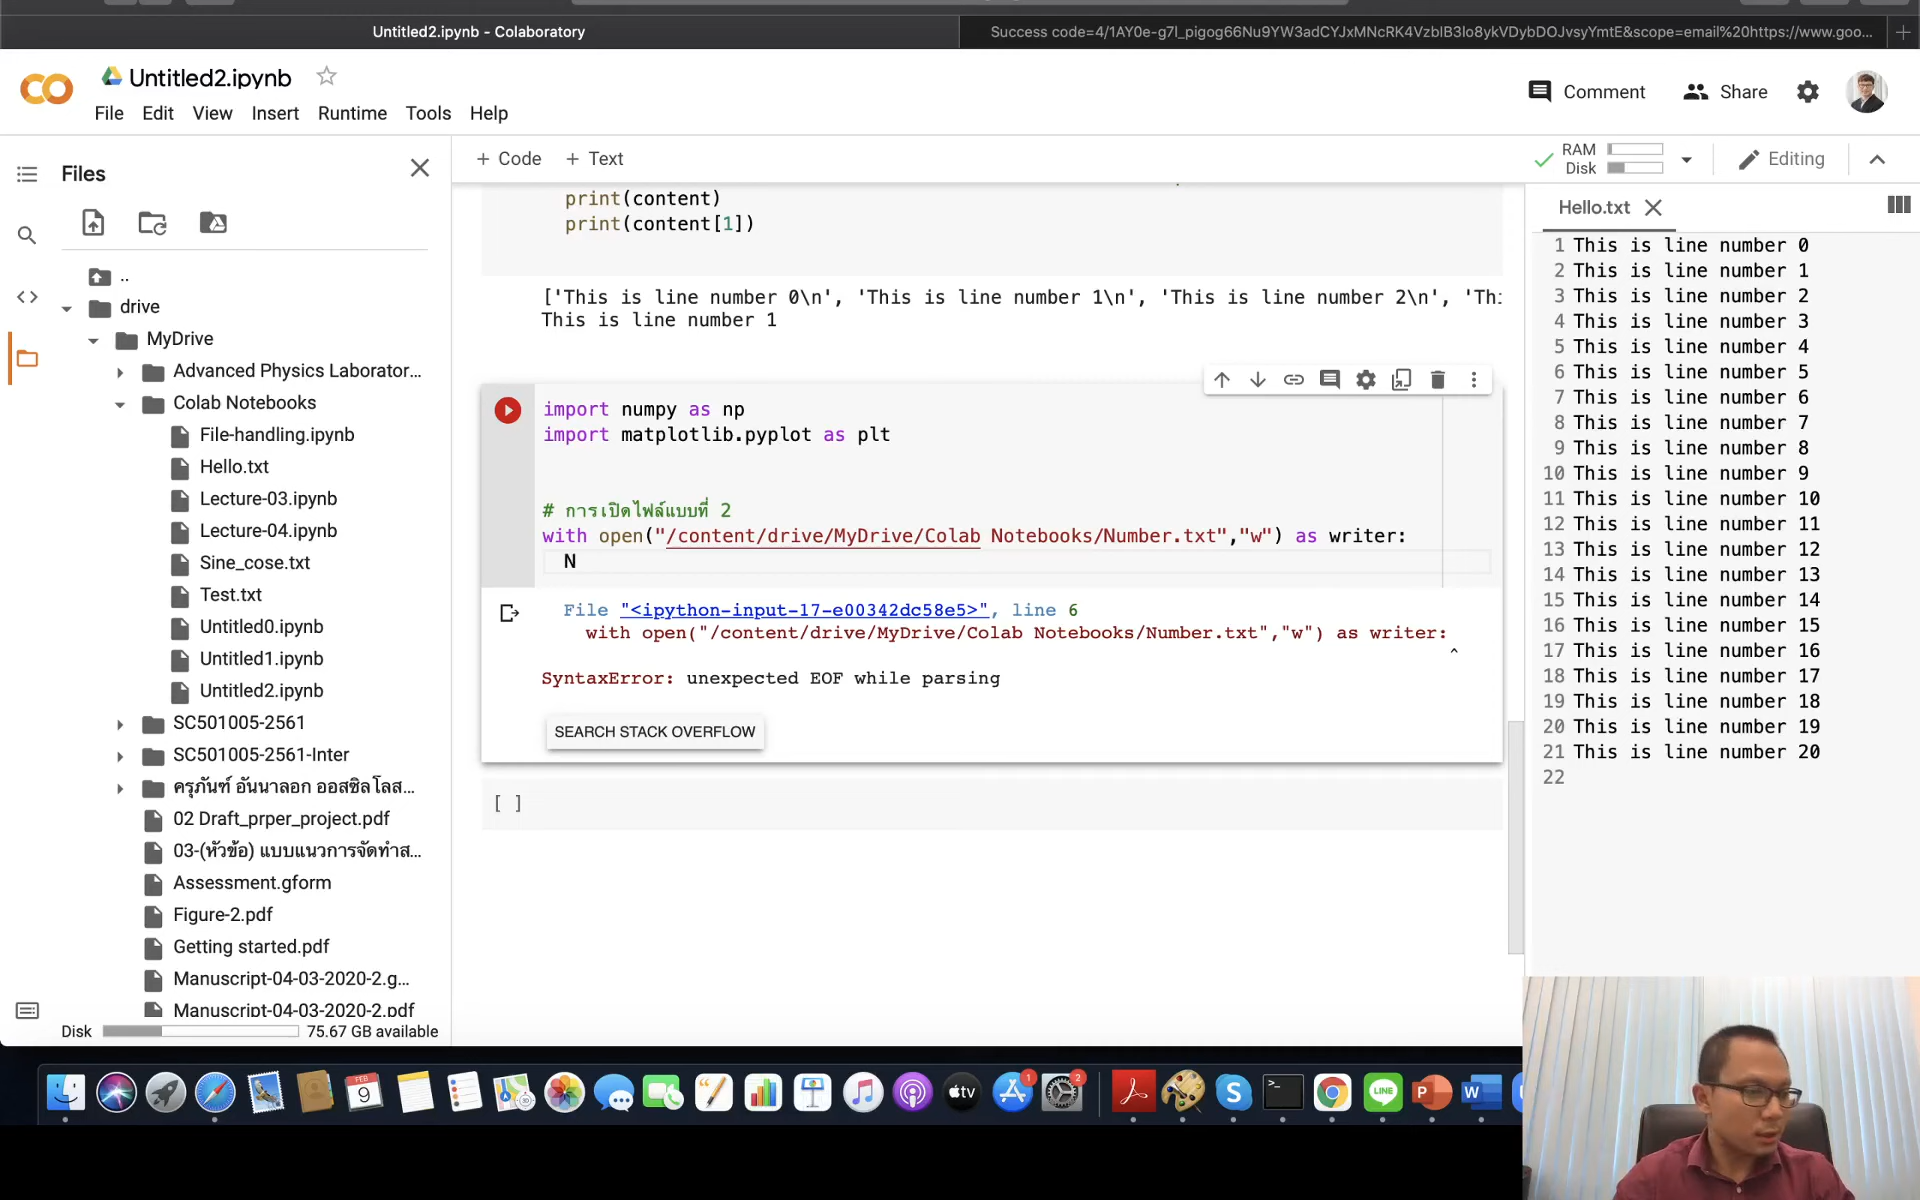 Untitled2.ipynb - Colaboratory
Success code=4/1AY0e-g7l_pigog66Nu9YW3adCYJxMNcRK4VzbIB3lo8ykVDybDOJvsyYmtE&scope=email%20https://www.goo...
Untitled2.ipynb
Comment
Share
File Edit View Insert Runtime Tools Help
Files
+ Code + Text
RAM
Disk
Editing
..
drive
MyDrive
Advanced Physics Laborator...
Colab Notebooks
File-handling.ipynb
Hello.txt
Lecture-03.ipynb
Lecture-04.ipynb
Sine_cose.txt
Test.txt
Untitled0.ipynb
Untitled1.ipynb
Untitled2.ipynb
SC501005-2561
SC501005-2561-Inter
ครุภันฑ์ อันนาลอก ออสซิลโลส...
02 Draft_prper_project.pdf
03-(หัวข้อ) แบบแนวการจัดทำส...
Assessment.gform
Figure-2.pdf
Getting started.pdf
Manuscript-04-03-2020-2.g...
Manuscript-04-03-2020-2.pdf
Disk 75.67 GB available
print(content)
print(content[1])
['This is line number 0\n', 'This is line number 1\n', 'This is line number 2\n', 'Thi
This is line number 1
import numpy as np
import matplotlib.pyplot as plt
# การเปิดไฟล์แบบที่ 2
with open("/content/drive/MyDrive/Colab Notebooks/Number.txt","w") as writer:
N
File "<ipython-input-17-e00342dc58e5>", line 6
with open("/content/drive/MyDrive/Colab Notebooks/Number.txt","w") as writer:
^
SyntaxError: unexpected EOF while parsing
SEARCH STACK OVERFLOW
[ ]
Hello.txt
1 This is line number 0
2 This is line number 1
3 This is line number 2
4 This is line number 3
5 This is line number 4
6 This is line number 5
7 This is line number 6
8 This is line number 7
9 This is line number 8
10 This is line number 9
11 This is line number 10
12 This is line number 11
13 This is line number 12
14 This is line number 13
15 This is line number 14
16 This is line number 15
17 This is line number 16
18 This is line number 17
19 This is line number 18
20 This is line number 19
21 This is line number 20
22
FEB
9
3D
tv
1
2
S
>_
LINE
P
W